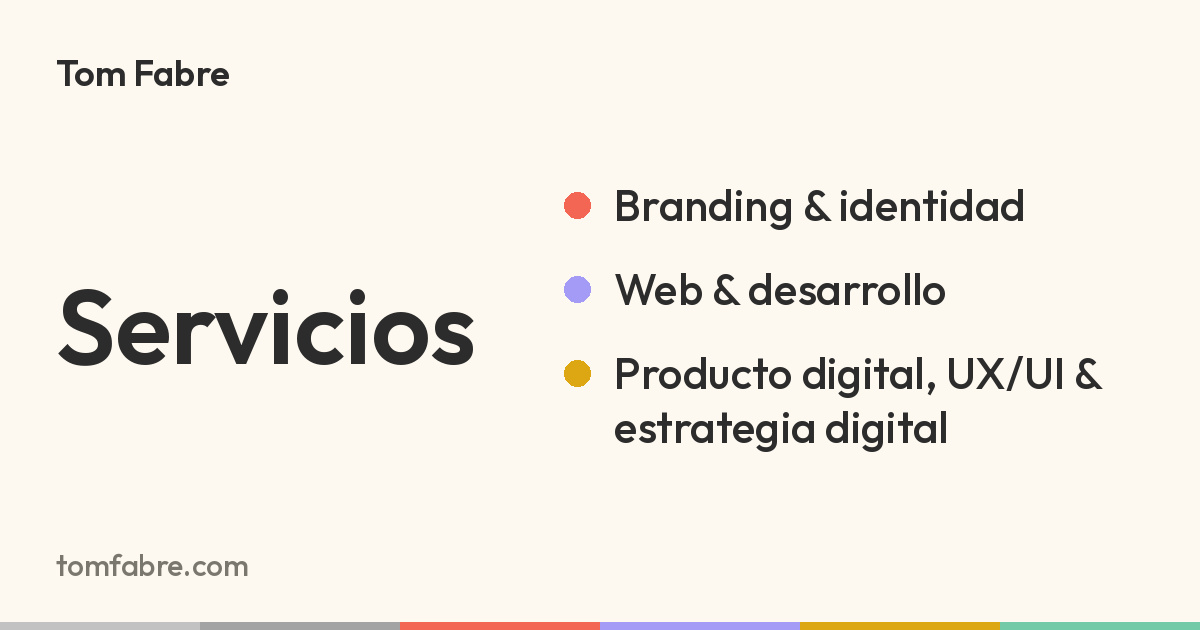 Tom Fabre
Servicios
Branding & identidad
Web & desarrollo
Producto digital, UX/UI &
estrategia digital
tomfabre.com